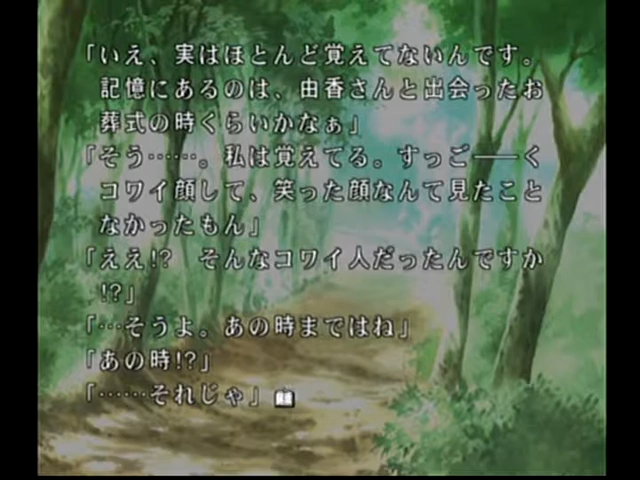 「いえ、実はほとんど覚えてないんです。
記憶にあるのは、由香さんと出会ったお
葬式の時くらいかなぁ」
「そう……。私は覚えてる。すっごーーく
コワイ顔して、笑った顔なんて見たこと
なかったもん」
「ええ!?　そんなコワイ人だったんですか
!?」
「…そうよ。あの時まではね」
「あの時!?」
「……それじゃ」